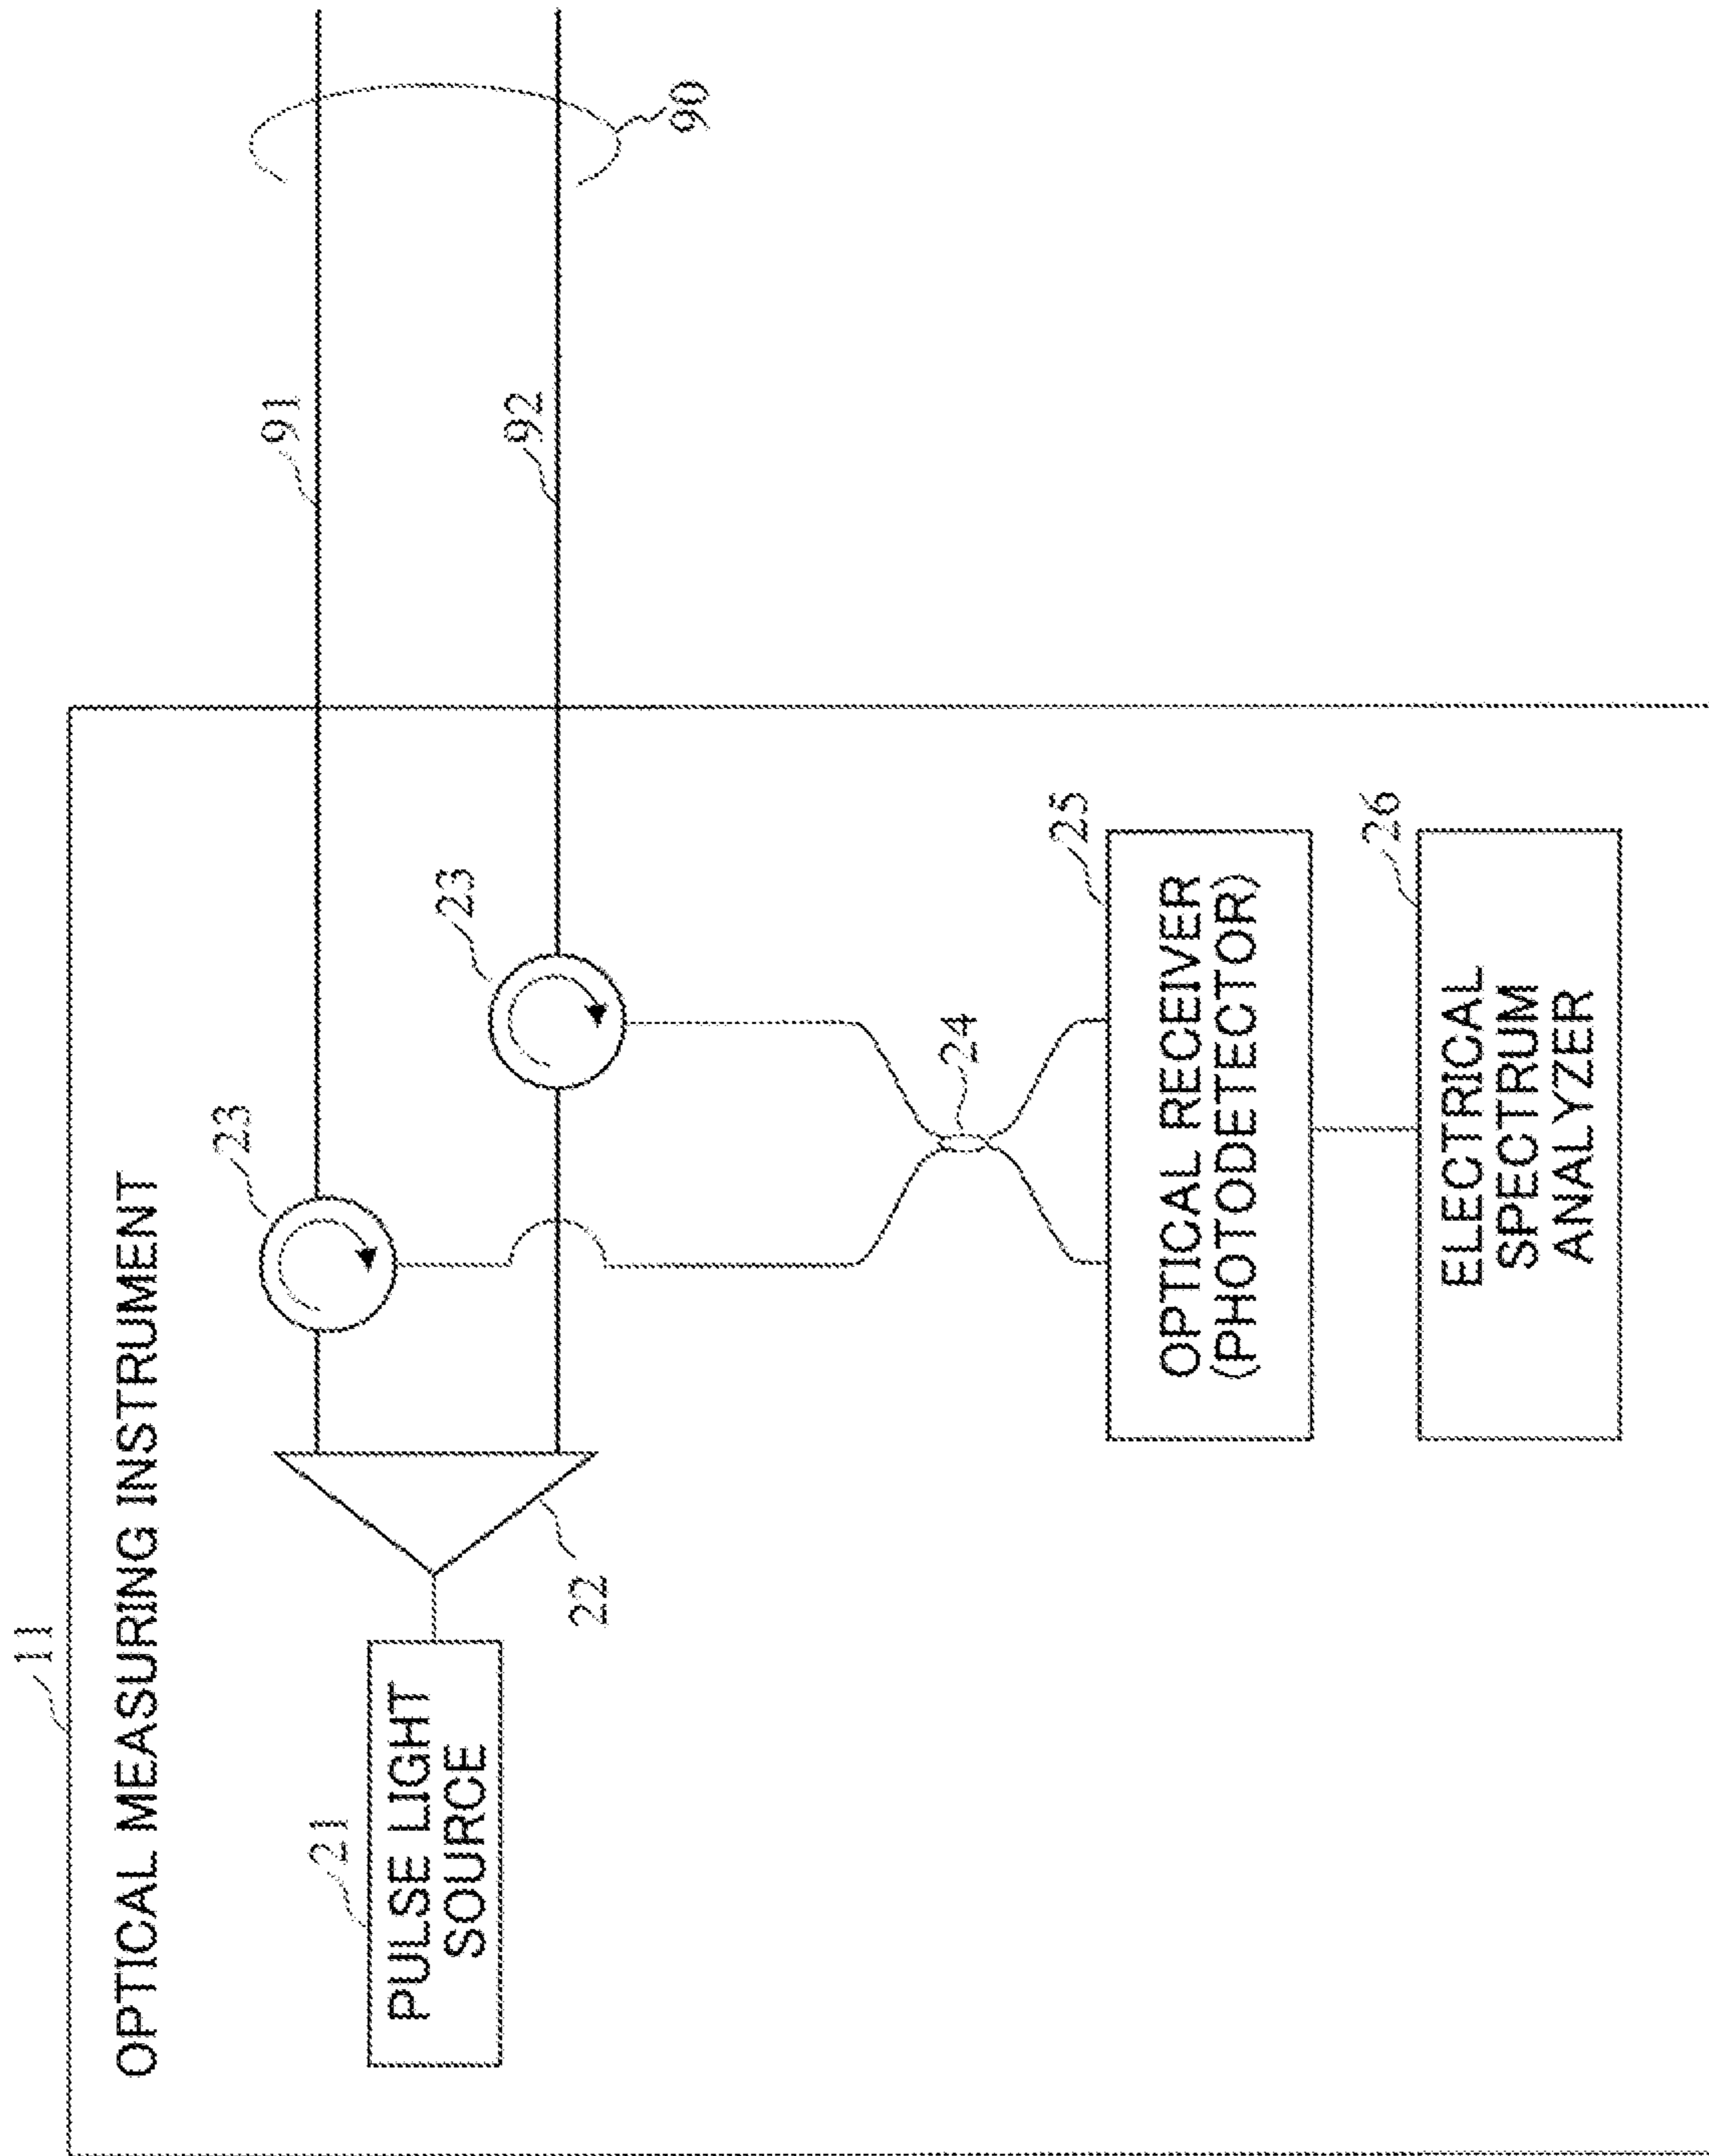 11
OPTICAL MEASURING INSTRUMENT
21
PULSE LIGHT
SOURCE
22
23
23
91
92
90
24
25
OPTICAL RECEIVER
(PHOTODETECTOR)
26
ELECTRICAL
SPECTRUM
ANALYZER